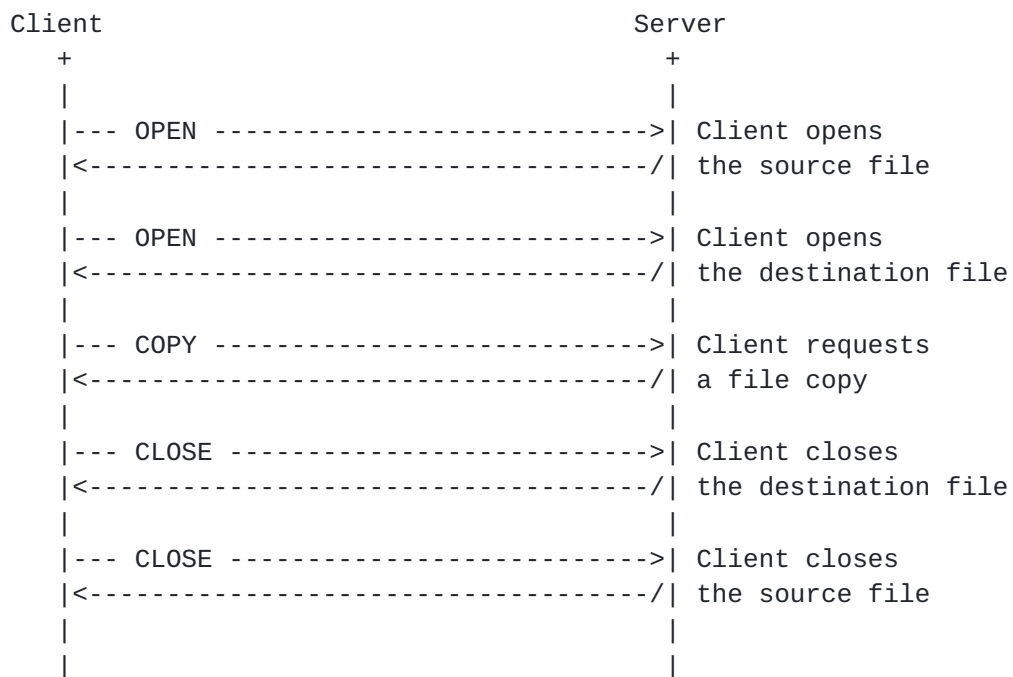 Client                                  Server
   +                                      +
   |                                      |
   |--- OPEN ---------------------------->| Client opens
   |<------------------------------------/| the source file
   |                                      |
   |--- OPEN ---------------------------->| Client opens
   |<------------------------------------/| the destination file
   |                                      |
   |--- COPY ---------------------------->| Client requests
   |<------------------------------------/| a file copy
   |                                      |
   |--- CLOSE --------------------------->| Client closes
   |<------------------------------------/| the destination file
   |                                      |
   |--- CLOSE --------------------------->| Client closes
   |<------------------------------------/| the source file
   |                                      |
   |                                      |